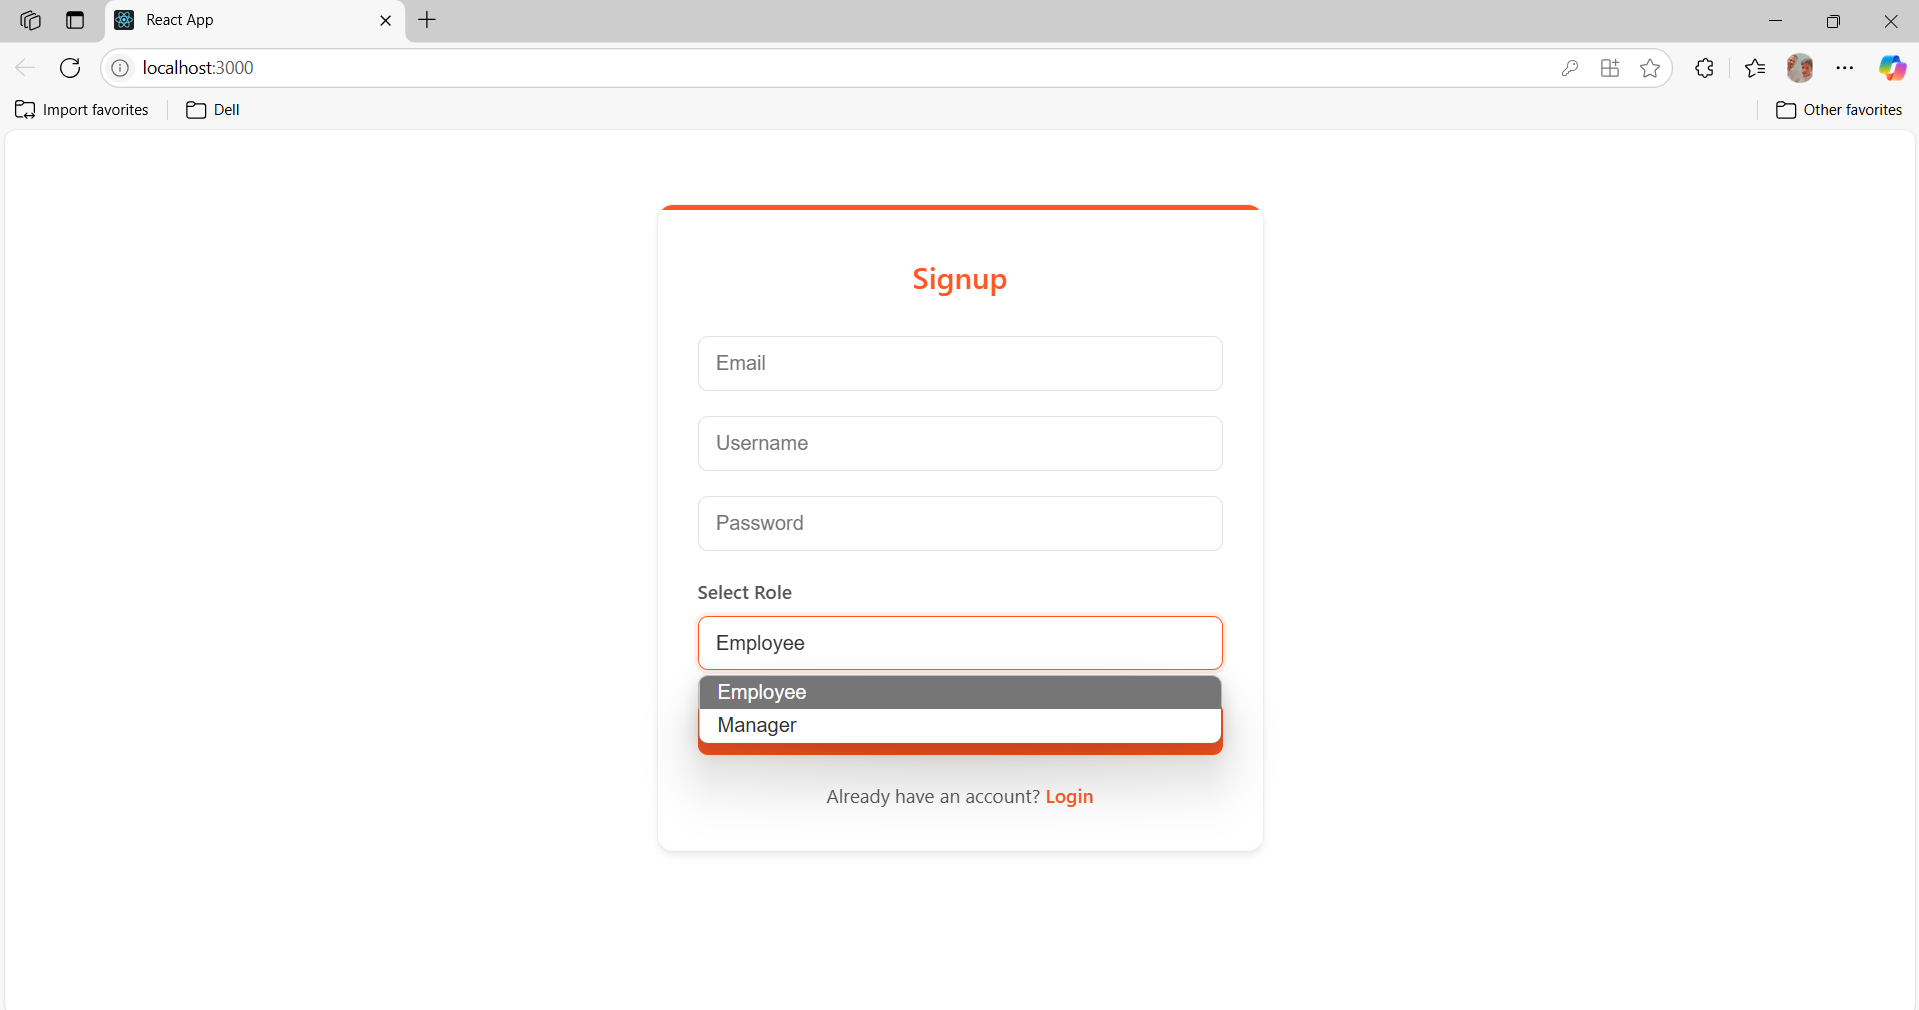 React App
localhost:3000
Import favorites
Dell
Other favorites
Signup
Email
Username
Password
Select Role
Employee
Employee
Manager
Already have an account? Login